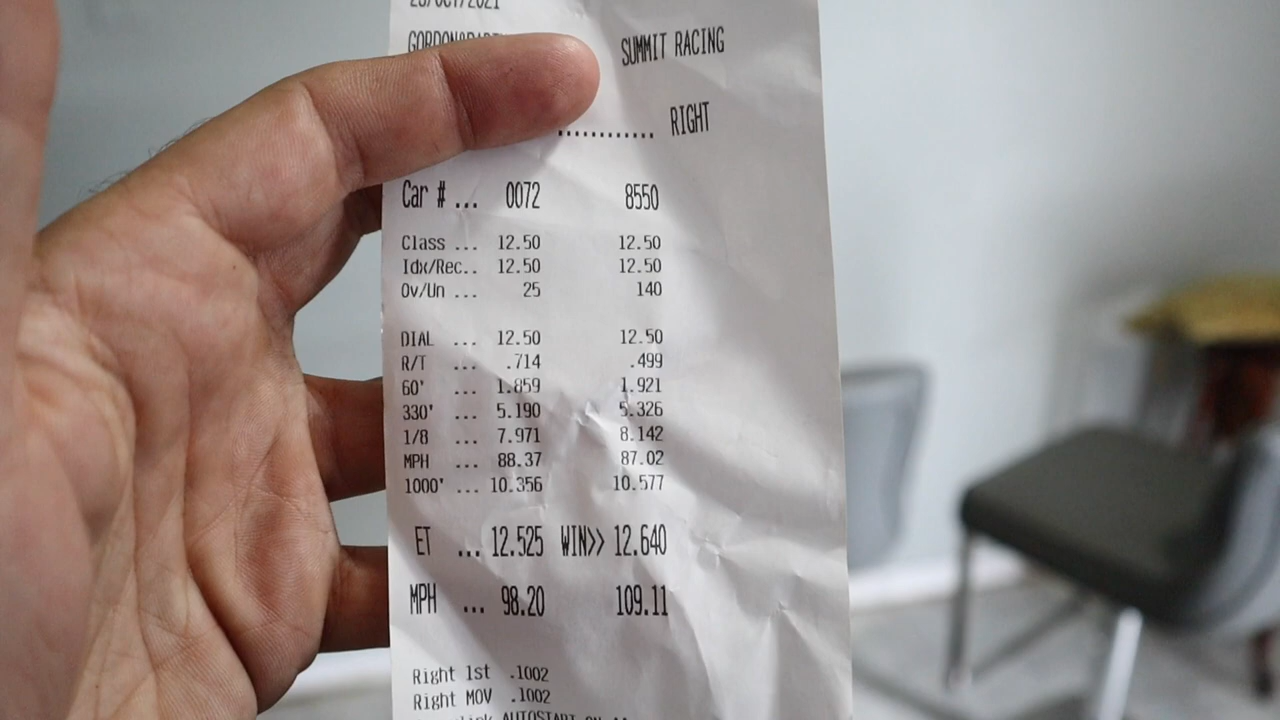 SUMMIT RACING
............ RIGHT
Car # ... 0072 8550
Class ... 12.50 12.50
Idx/Rec.. 12.50 12.50
Ov/Un ... 25 140
DIAL ... 12.50 12.50
R/T ... .714 .499
60' ... 1.859 1.921
330' ... 5.190 5.326
1/8 ... 7.971 8.142
MPH ... 88.37 87.02
1000' ... 10.356 10.577
ET ... 12.525 WIN>> 12.640
MPH ... 98.20 109.11
Right 1st .1002
Right MOV .1002
AUTOSTART ON